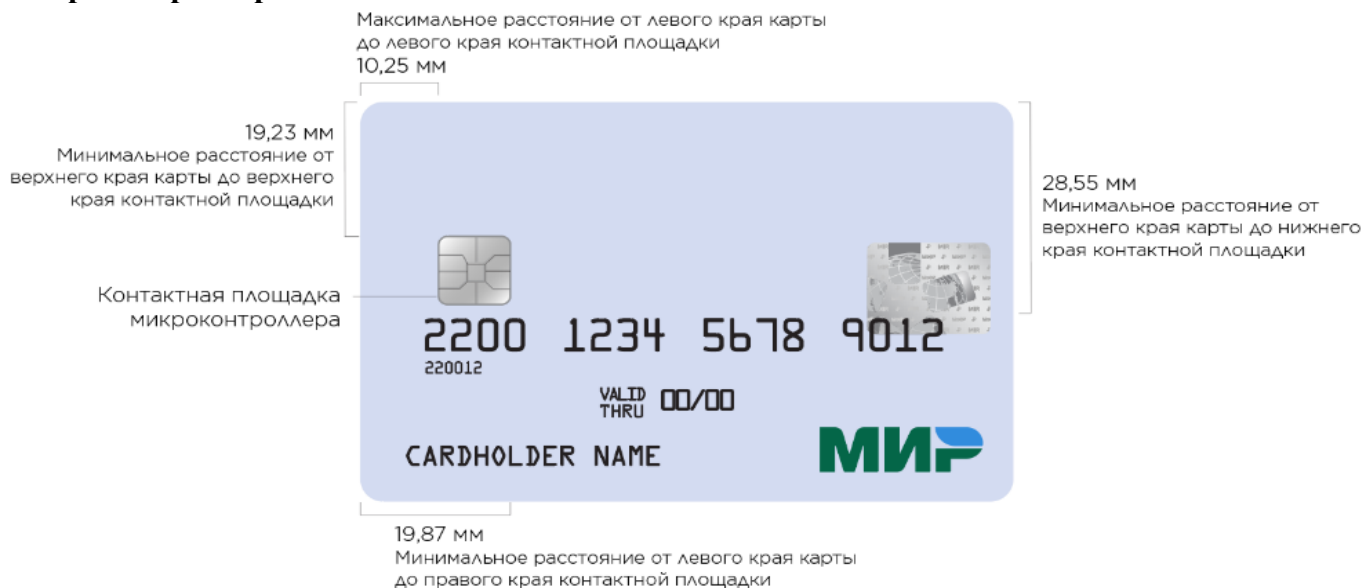 Максимальное расстояние от левого края карты
до левого края контактной площадки
10,25 мм
19,23 мм
Минимальное расстояние от
верхнего края карты до верхнего
края контактной площадки
28,55 мм
Минимальное расстояние от
верхнего края карты до нижнего
края контактной площадки
Контактная площадка
микроконтроллера
2200 1234 5678 9012
220012
VALID
THRU 00/00
CARDHOLDER NAME
МИР
19,87 мм
Минимальное расстояние от левого края карты
до правого края контактной площадки